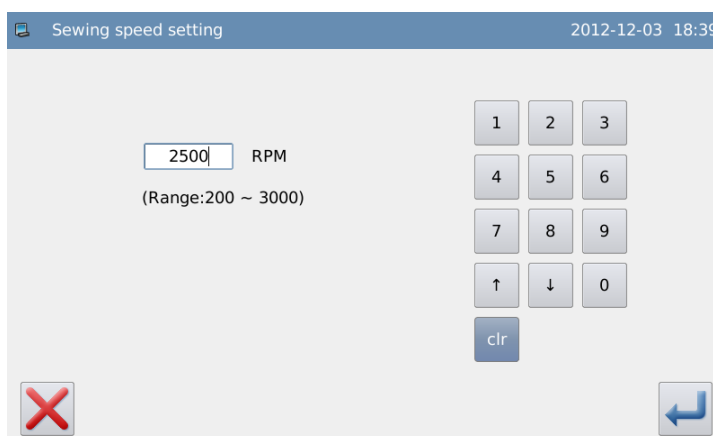 Sewing speed setting 2012-12-03 18:39
2500 RPM
(Range:200 ~ 3000)
1 2 3
4 5 6
7 8 9
↑ ↓ 0
clr